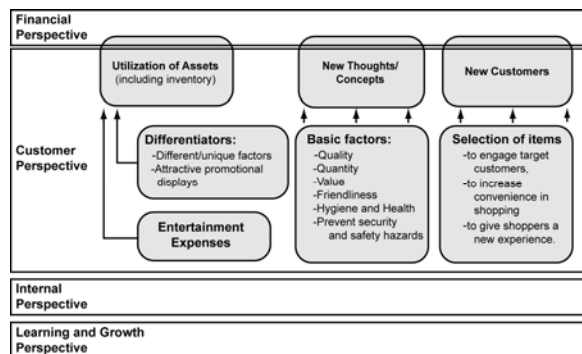 Financial
Perspective
Utilization of Assets
(including inventory)
New Thoughts/
Concepts
New Customers
Customer
Perspective
Differentiators:
-Different/unique factors
-Attractive promotional
displays
Entertainment
Expenses
Basic factors:
-Quality
-Quantity
-Value
-Friendliness
-Hygiene and Health
-Prevent security
and safety hazards
Selection of items
-to engage target
customers,
-to increase
convenience in
shopping
-to give shoppers a
new experience.
Internal
Perspective
Learning and Growth
Perspective